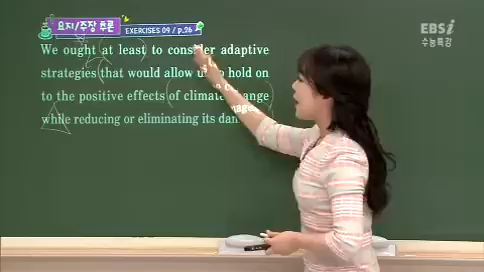 요지/주장 추론
EXERCISES 09 / p.26
EBSi
수능특강
We ought at least to consider adaptive
strategies that would allow us to hold on
to the positive effects of climate change
while reducing or eliminating its